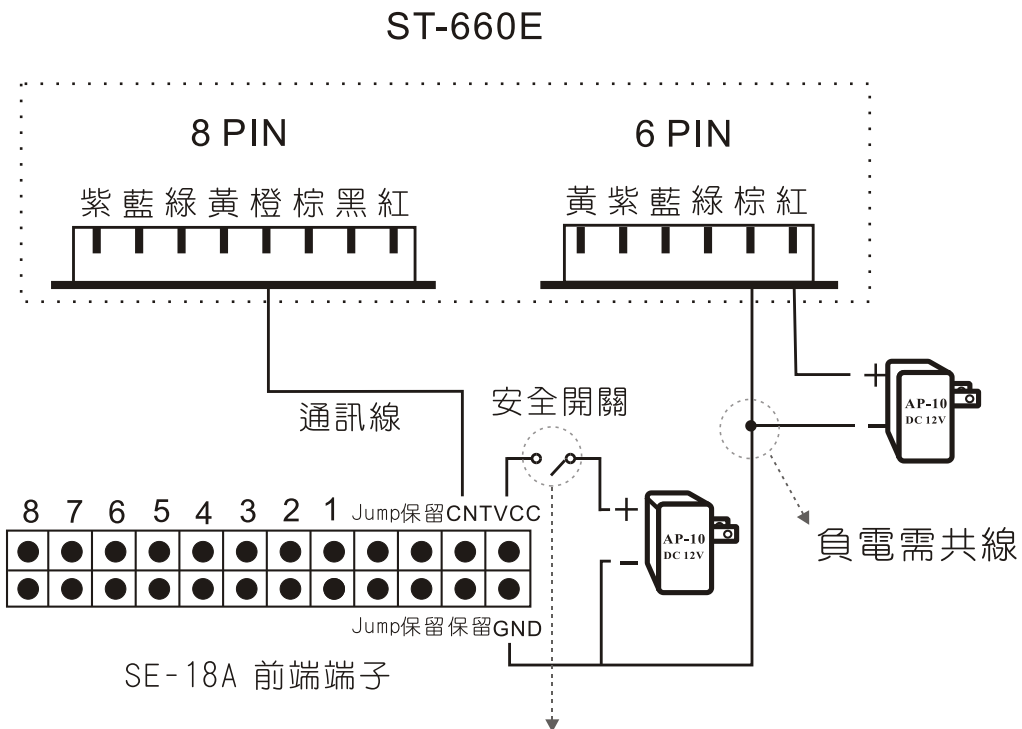 ST-660E
8 PIN
6 PIN
紫藍綠黃橙棕黑紅
黃紫藍綠棕紅
通訊線
安全開關
+
AP-10
DC 12V
−
負電需共線
8 7 6 5 4 3 2 1 Jump保留CNTVCC
+
AP-10
DC 12V
−
Jump保留保留GND
SE-18A 前端端子